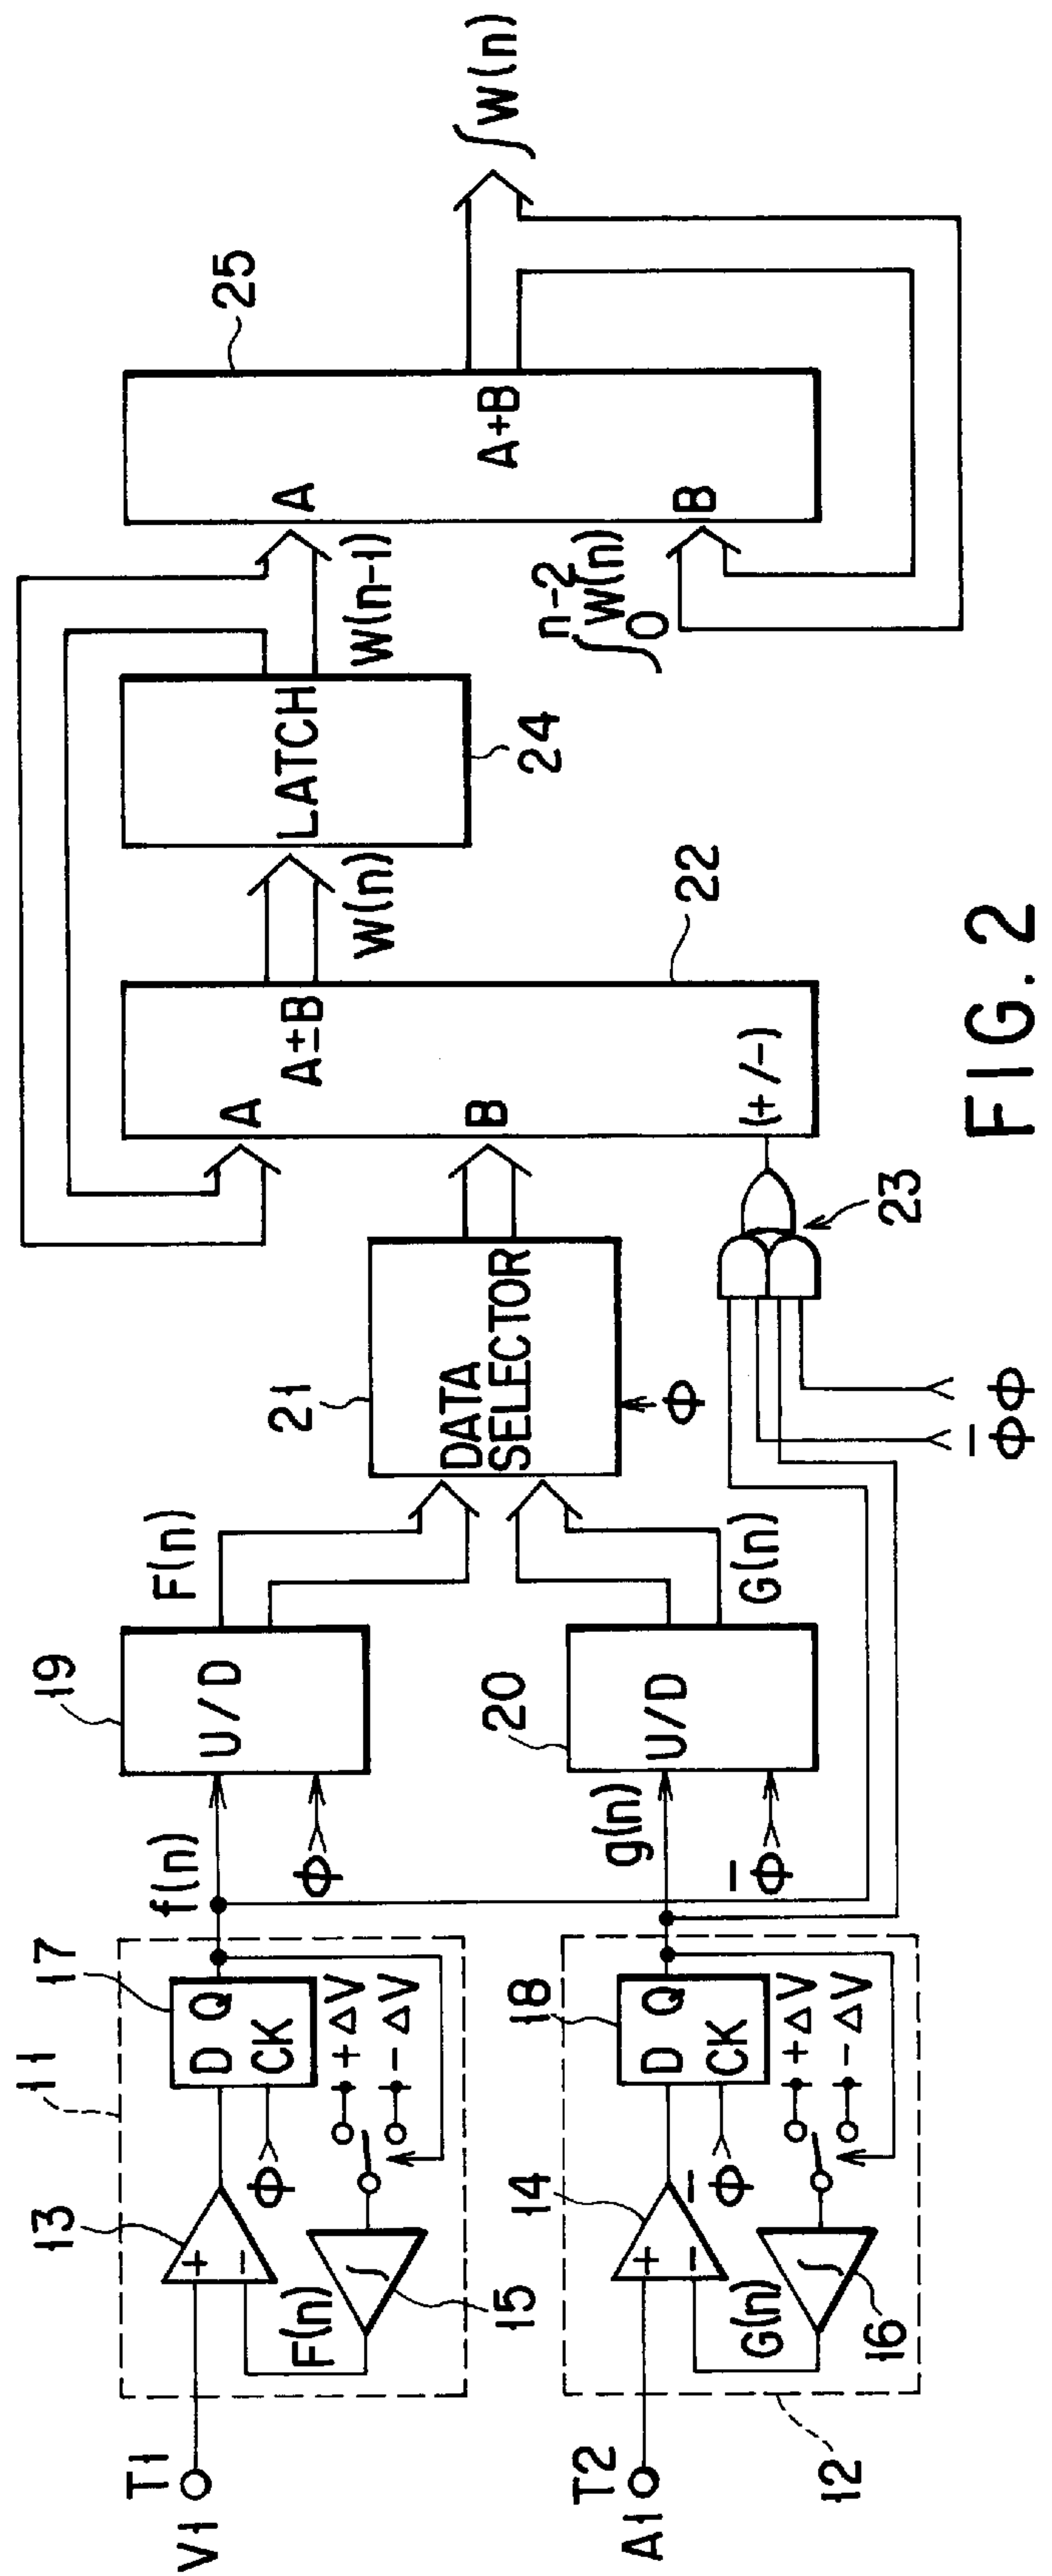 V1
T1
11
13
+
−
F(n)
15
17
D Q
CK
Φ
+ΔV
−ΔV
∫
A1
T2
12
14
+
−
G(n)
16
18
D Q
CK
Φ̅
+ΔV
−ΔV
∫
f(n)
Φ
19
U/D
F(n)
g(n)
Φ̅
20
U/D
G(n)
21
DATA
SELECTOR
Φ
Φ̅ Φ
23
22
A
A±B
B
(+/−)
W(n)
24
LATCH
W(n−1)
n−2
∫W(n)
0
25
A
A+B
B
∫W(n)
FIG. 2